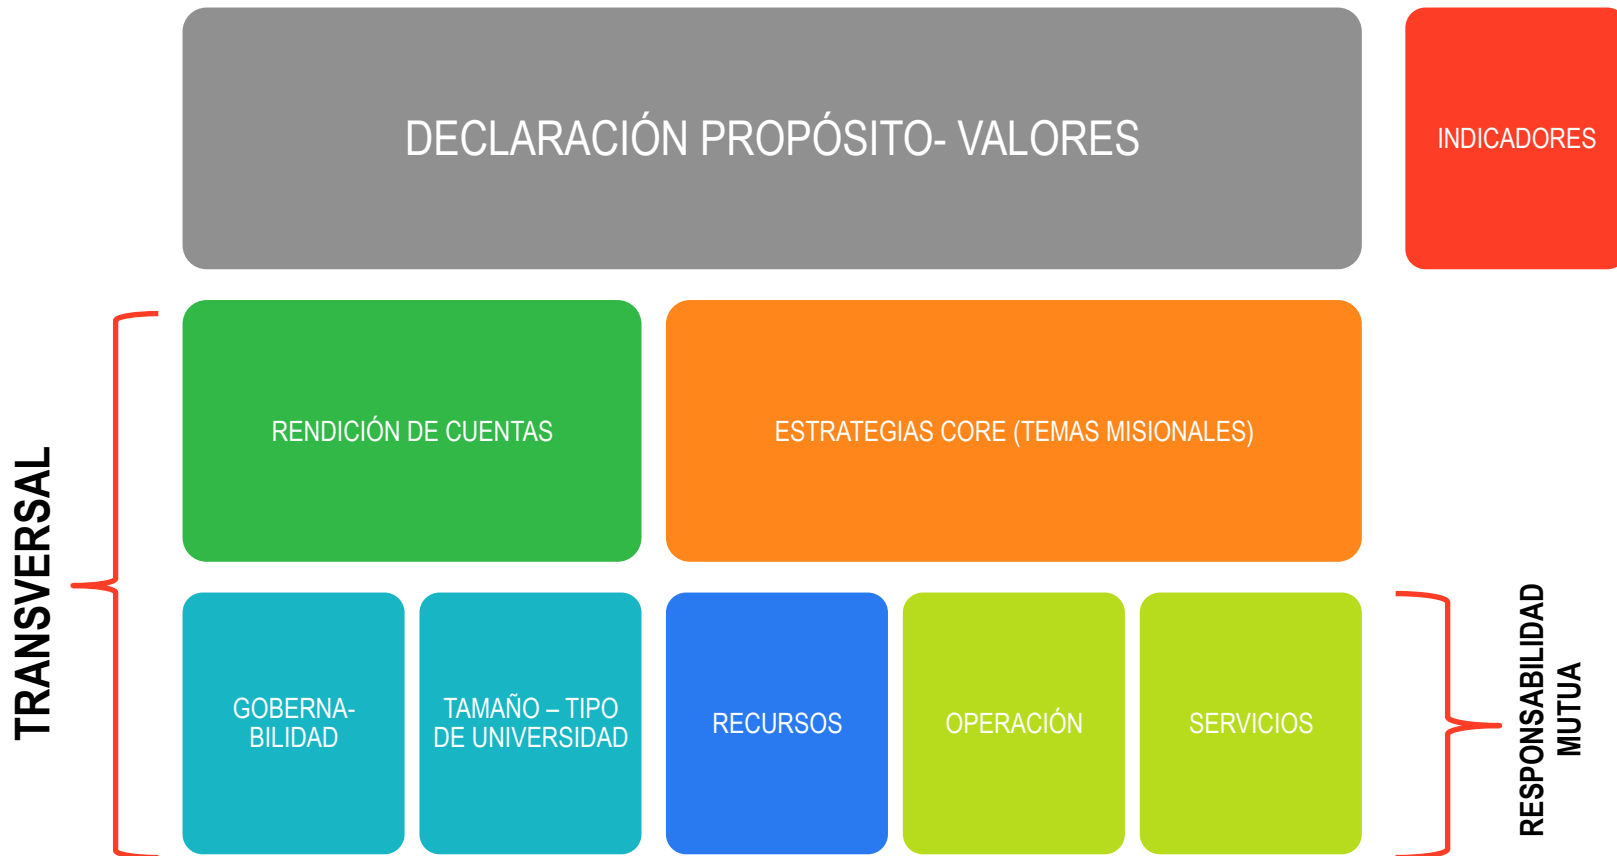 DECLARACIÓN PROPÓSITO- VALORES
INDICADORES
TRANSVERSAL
RENDICIÓN DE CUENTAS
ESTRATEGIAS CORE (TEMAS MISIONALES)
GOBERNA-
BILIDAD
TAMAÑO – TIPO
DE UNIVERSIDAD
RECURSOS
OPERACIÓN
SERVICIOS
RESPONSABILIDAD
MUTUA